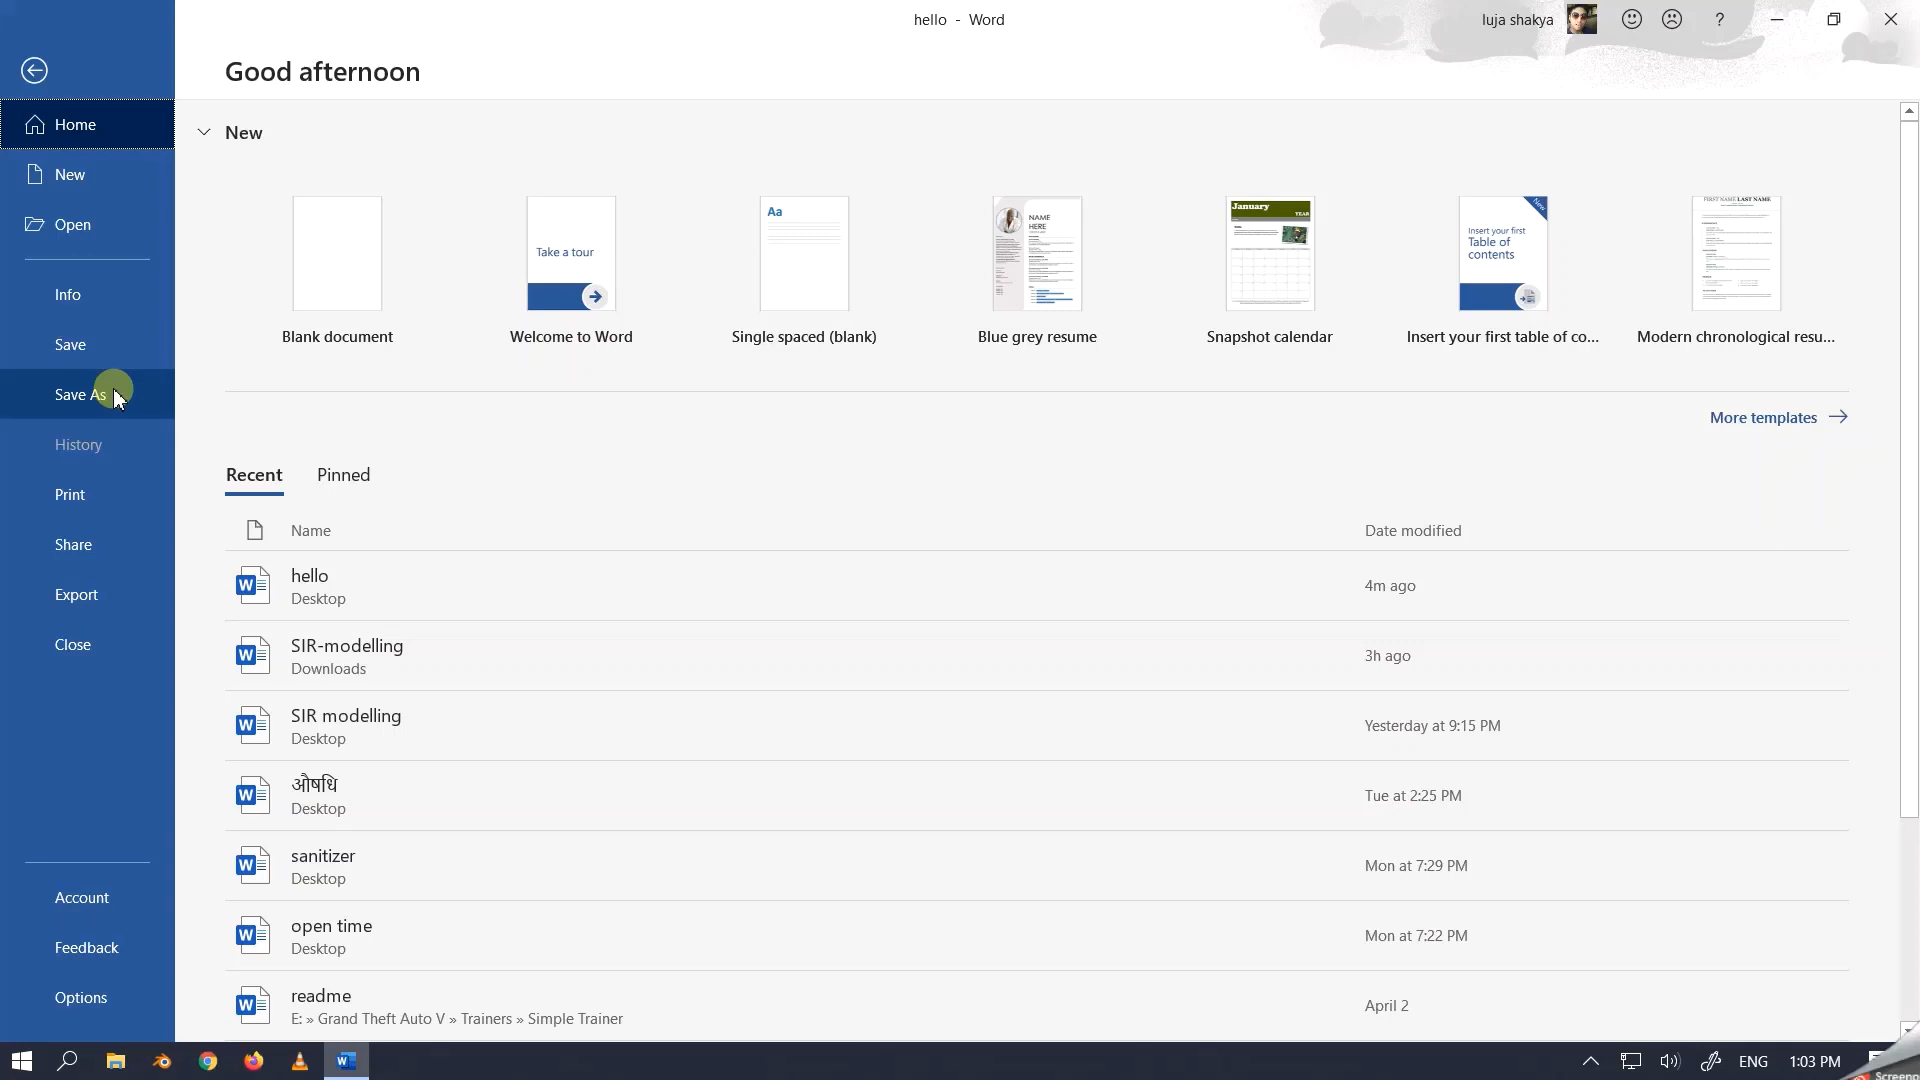 hello - Word
luja shakya
?
Good afternoon
Home
New
Open
Info
Save
Save As
History
Print
Share
Export
Close
Account
Feedback
Options
New
Aa
Take a tour
NAME
HERE
January
YEAR
New
Insert your first
Table of
contents
FIRST NAME LAST NAME
Blank document
Welcome to Word
Single spaced (blank)
Blue grey resume
Snapshot calendar
Insert your first table of co...
Modern chronological resu...
More templates
Recent Pinned
Name Date modified
hello
Desktop
4m ago
SIR-modelling
Downloads
3h ago
SIR modelling
Desktop
Yesterday at 9:15 PM
औषधि
Desktop
Tue at 2:25 PM
sanitizer
Desktop
Mon at 7:29 PM
open time
Desktop
Mon at 7:22 PM
readme
E: » Grand Theft Auto V » Trainers » Simple Trainer
April 2
ENG
1:03 PM